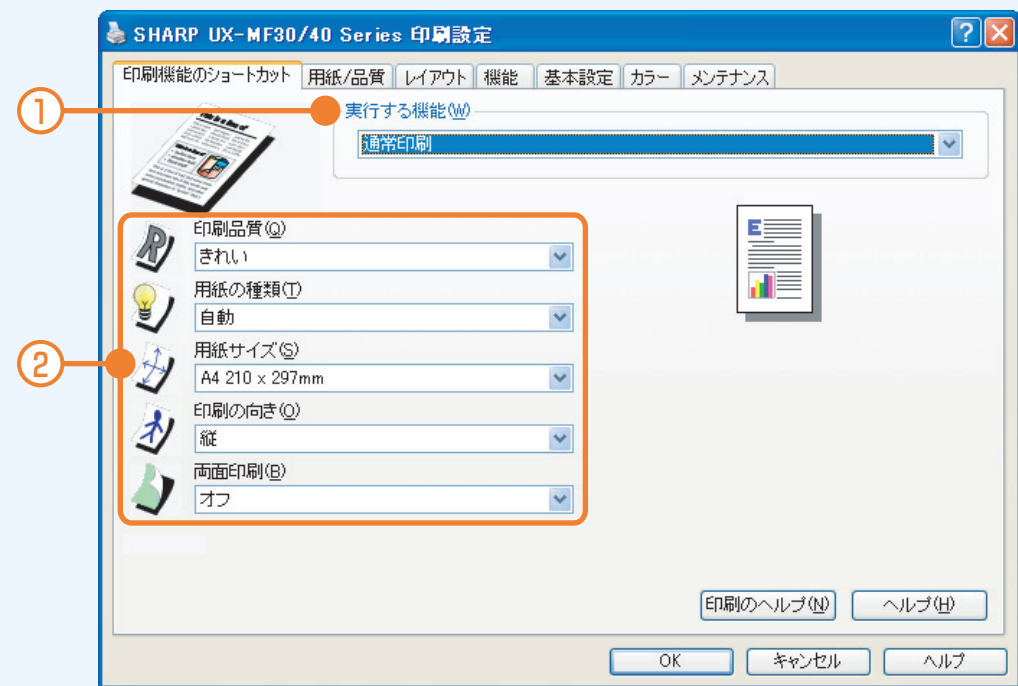 SHARP UX-MF30/40 Series 印刷設定
印刷機能のショートカット 用紙/品質 レイアウト 機能 基本設定 カラー メンテナンス
① 実行する機能(W)
通常印刷
印刷品質(Q)
きれい
E
用紙の種類(T)
自動
② 用紙サイズ(S)
A4 210 x 297mm
印刷の向き(O)
縦
両面印刷(B)
オフ
印刷のヘルプ(N) ヘルプ(H)
OK キャンセル ヘルプ